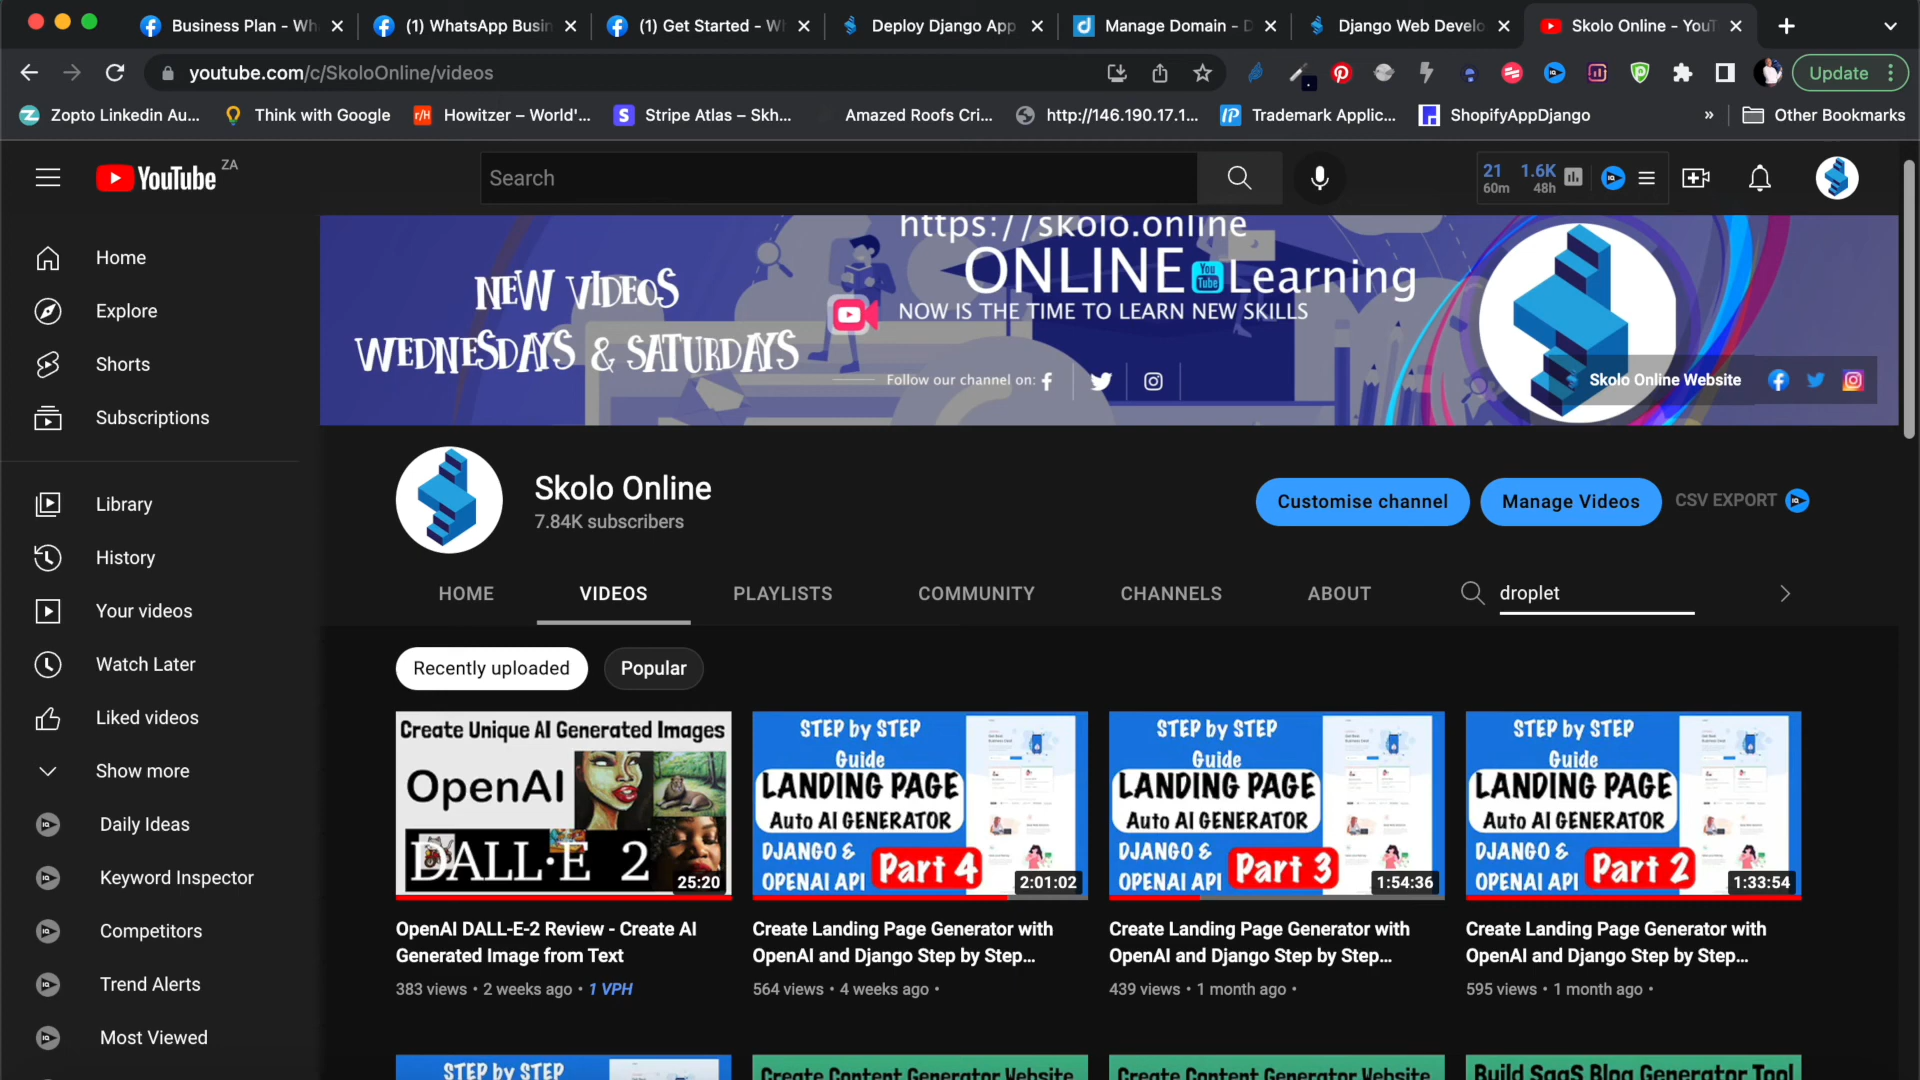 Business Plan - Wh
(1) WhatsApp Busin
(1) Get Started - W
Deploy Django App
Manage Domain - D
Django Web Develo
Skolo Online - YouT
youtube.com/c/SkoloOnline/videos
Update
Zopto Linkedin Au...
Think with Google
r/H
Howitzer – World'...
S
Stripe Atlas – Skh...
Amazed Roofs Cri...
http://146.190.17.1...
IP
Trademark Applic...
ShopifyAppDjango
»
Other Bookmarks
YouTube ZA
Search
21
60m
1.6K
48h
Home
Explore
Shorts
Subscriptions
Library
History
Your videos
Watch Later
Liked videos
Show more
Daily Ideas
Keyword Inspector
Competitors
Trend Alerts
Most Viewed
NEW VIDEOS
WEDNESDAYS & SATURDAYS
https://skolo.online
ONLINE You Tube Learning
NOW IS THE TIME TO LEARN NEW SKILLS
Follow our channel on:
Skolo Online Website
Skolo Online
7.84K subscribers
Customise channel
Manage Videos
CSV EXPORT
HOME
VIDEOS
PLAYLISTS
COMMUNITY
CHANNELS
ABOUT
droplet
Recently uploaded
Popular
Create Unique AI Generated Images
OpenAI
DALL·E 2
25:20
OpenAI DALL-E-2 Review - Create AI
Generated Image from Text
383 views • 2 weeks ago • 1 VPH
STEP by STEP
Guide
LANDING PAGE
Auto AI GENERATOR
DJANGO &
OPENAI API
Part 4
2:01:02
Create Landing Page Generator with
OpenAI and Django Step by Step...
564 views • 4 weeks ago •
STEP by STEP
Guide
LANDING PAGE
Auto AI GENERATOR
DJANGO &
OPENAI API
Part 3
1:54:36
Create Landing Page Generator with
OpenAI and Django Step by Step...
439 views • 1 month ago •
STEP by STEP
Guide
LANDING PAGE
Auto AI GENERATOR
DJANGO &
OPENAI API
Part 2
1:33:54
Create Landing Page Generator with
OpenAI and Django Step by Step...
595 views • 1 month ago •
STEP by STEP
Create Content Generator Website
Create Content Generator Website
Build SaaS Blog Generator Tool